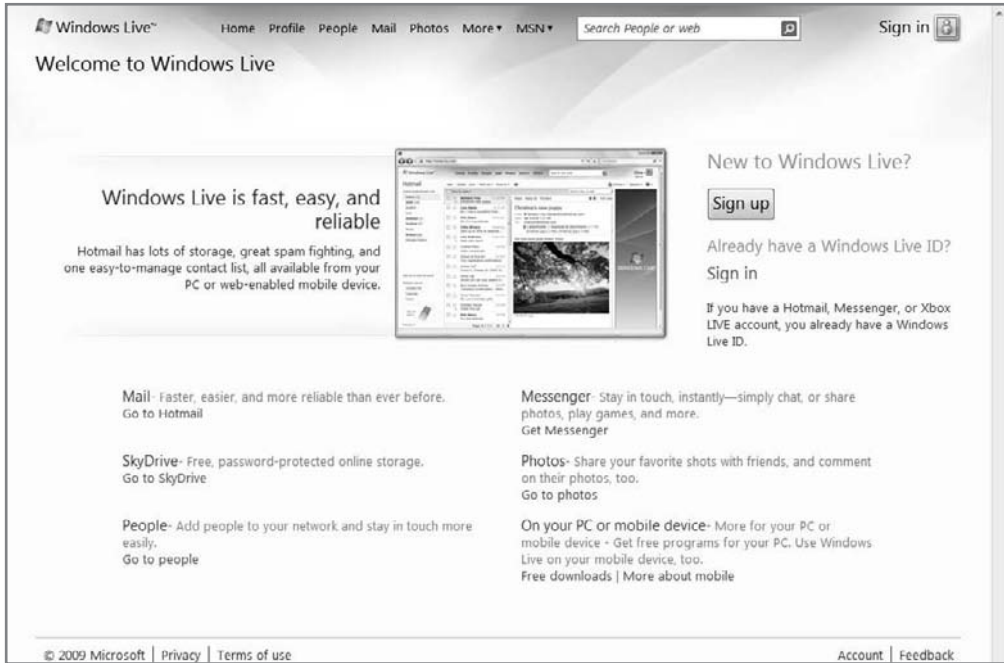 Windows Live™ Home Profile People Mail Photos More ▾ MSN ▾ Search People or web Sign in
Welcome to Windows Live
Windows Live is fast, easy, and
reliable
Hotmail has lots of storage, great spam fighting, and
one easy-to-manage contact list, all available from your
PC or web-enabled mobile device.
Hotmail
New to Windows Live?
Sign up
Already have a Windows Live ID?
Sign in
If you have a Hotmail, Messenger, or Xbox
LIVE account, you already have a Windows
Live ID.
Mail- Faster, easier, and more reliable than ever before.
Go to Hotmail
Messenger- Stay in touch, instantly—simply chat, or share
photos, play games, and more.
Get Messenger
SkyDrive- Free, password-protected online storage.
Go to SkyDrive
Photos- Share your favorite shots with friends, and comment
on their photos, too.
Go to photos
People- Add people to your network and stay in touch more
easily.
Go to people
On your PC or mobile device- More for your PC or
mobile device - Get free programs for your PC. Use Windows
Live on your mobile device, too.
Free downloads | More about mobile
© 2009 Microsoft | Privacy | Terms of use Account | Feedback